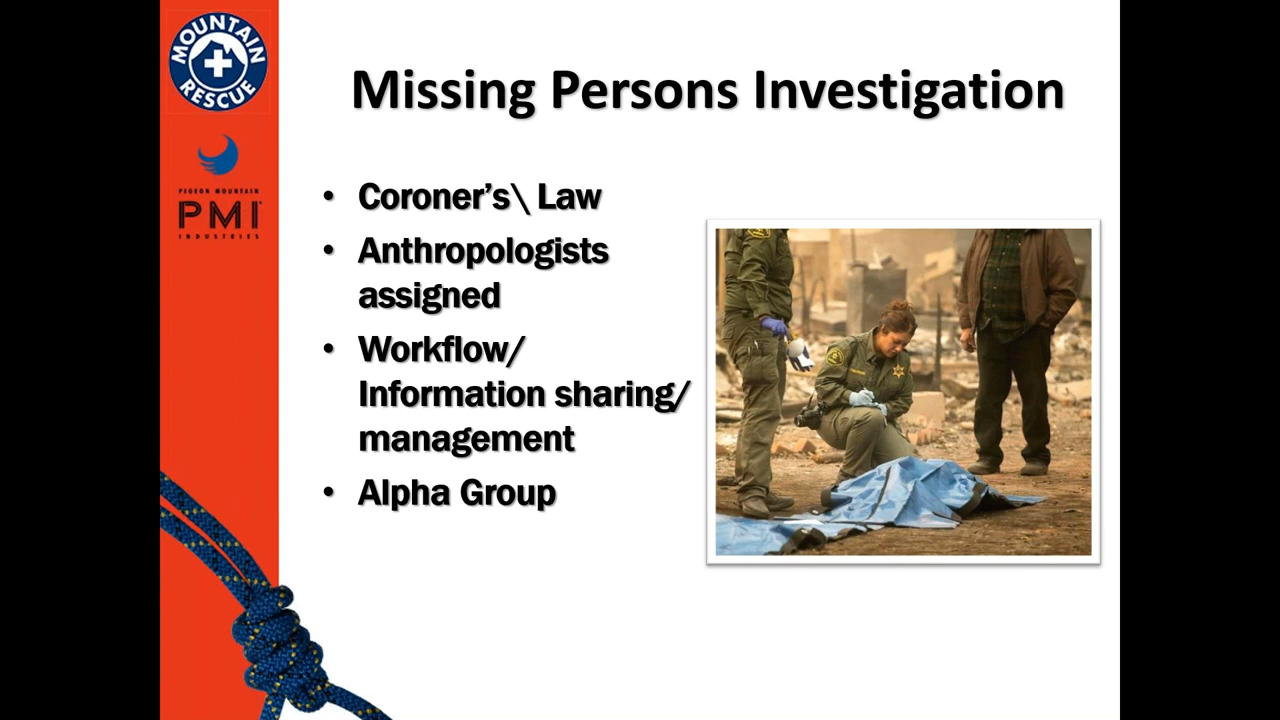 MOUNTAIN
RESCUE
PIGEON MOUNTAIN
PMI
INDUSTRIES
Missing Persons Investigation
• Coroner’s\ Law
• Anthropologists
assigned
• Workflow/
Information sharing/
management
• Alpha Group